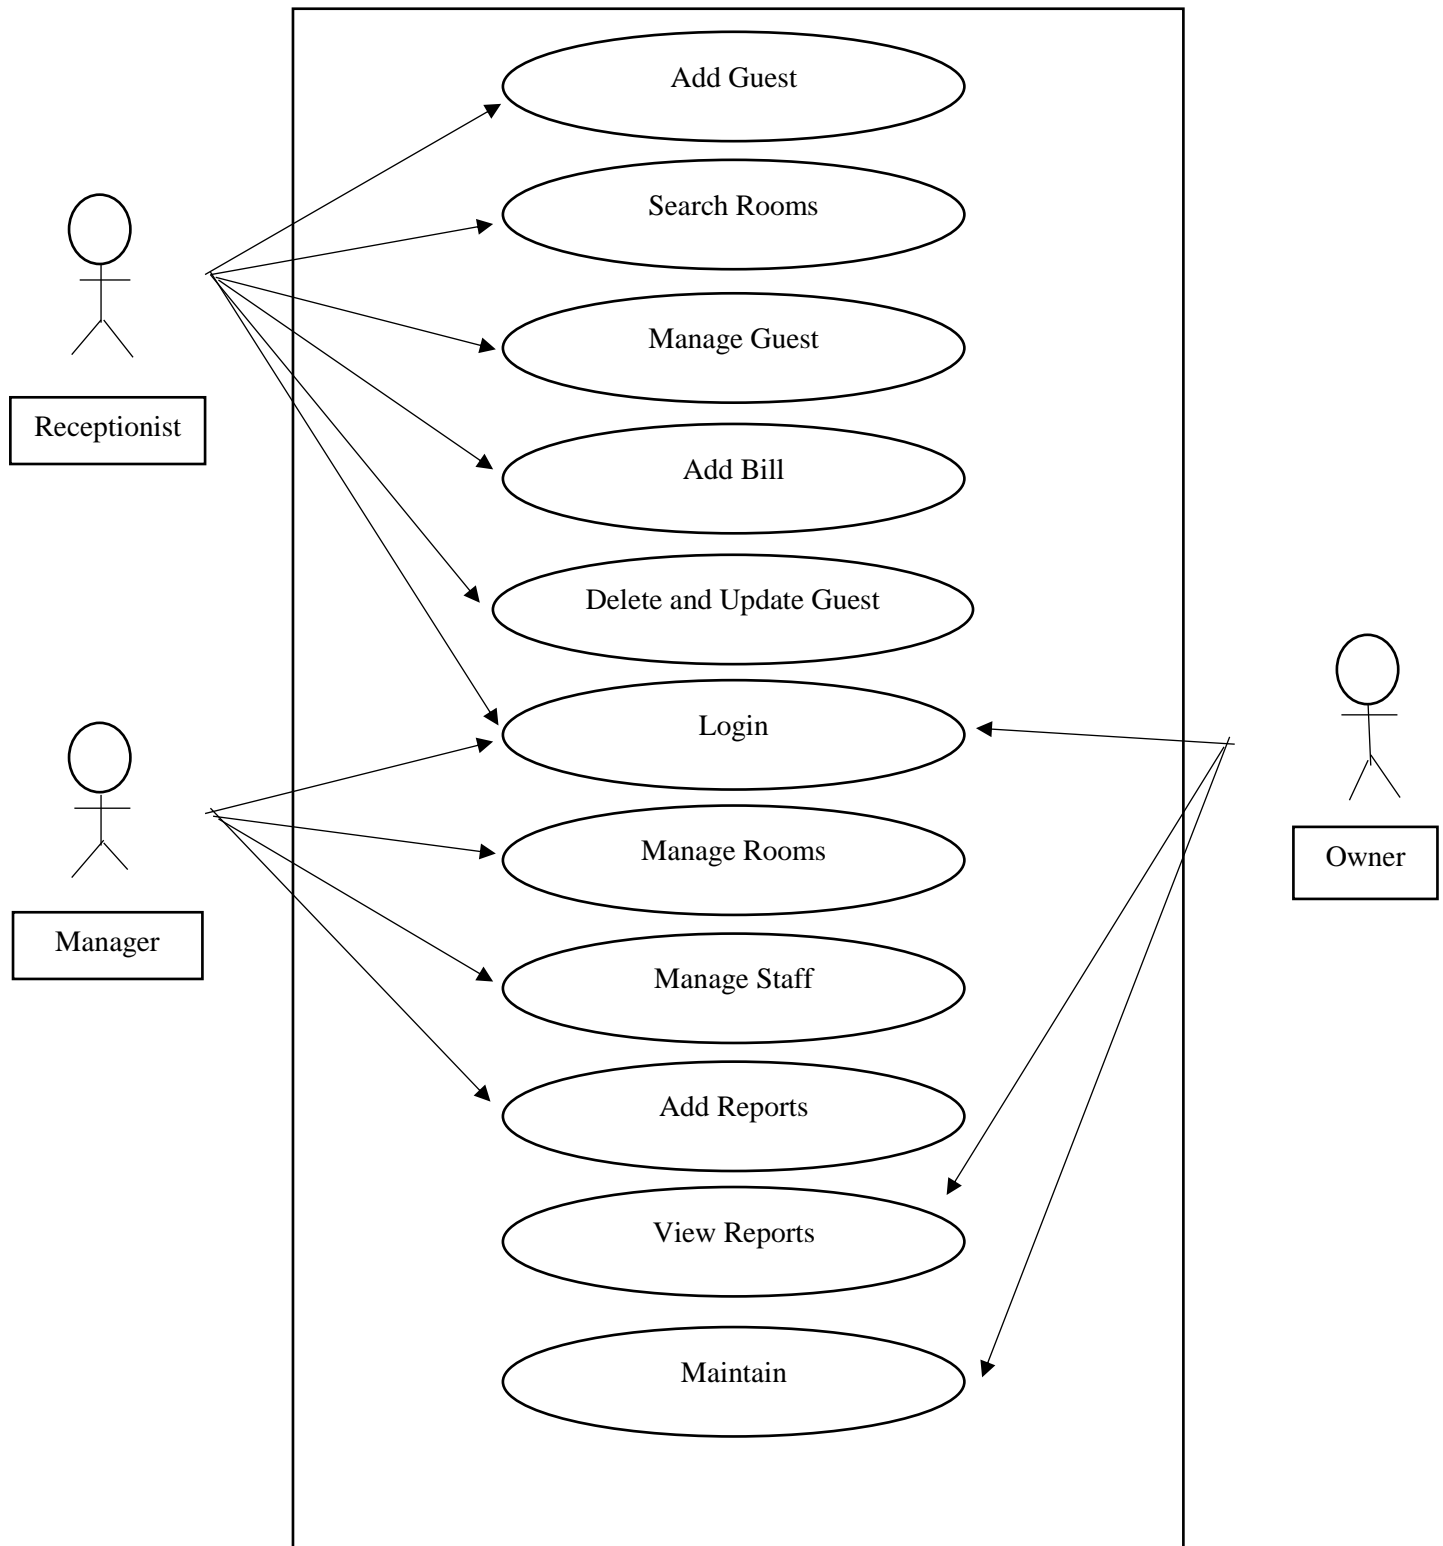 Add Guest
Search Rooms
Manage Guest
Receptionist
Add Bill
Delete and Update Guest
Login
Manage Rooms
Owner
Manager
Manage Staff
Add Reports
View Reports
Maintain